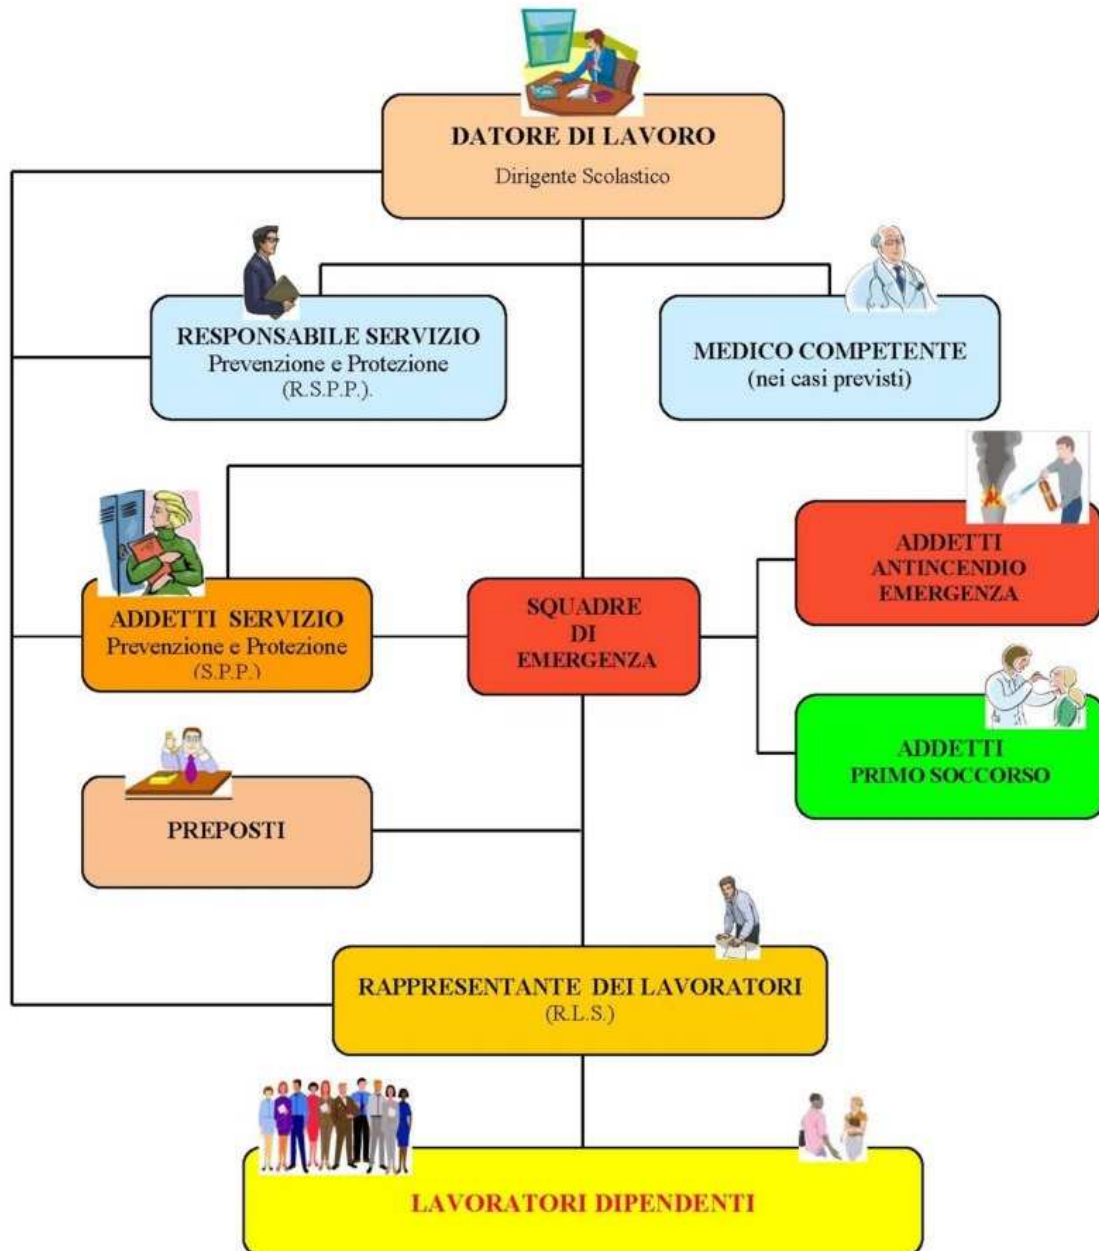 DATORE DI LAVORO
Dirigente Scolastico
RESPONSABILE SERVIZIO
Prevenzione e Protezione
(R.S.P.P.).
MEDICO COMPETENTE
(nei casi previsti)
ADDETTI SERVIZIO
Prevenzione e Protezione
(S.P.P.)
SQUADRE
DI
EMERGENZA
ADDETTI
ANTINCENDIO
EMERGENZA
ADDETTI
PRIMO SOCCORSO
PREPOSTI
RAPPRESENTANTE DEI LAVORATORI
(R.L.S.)
LAVORATORI DIPENDENTI